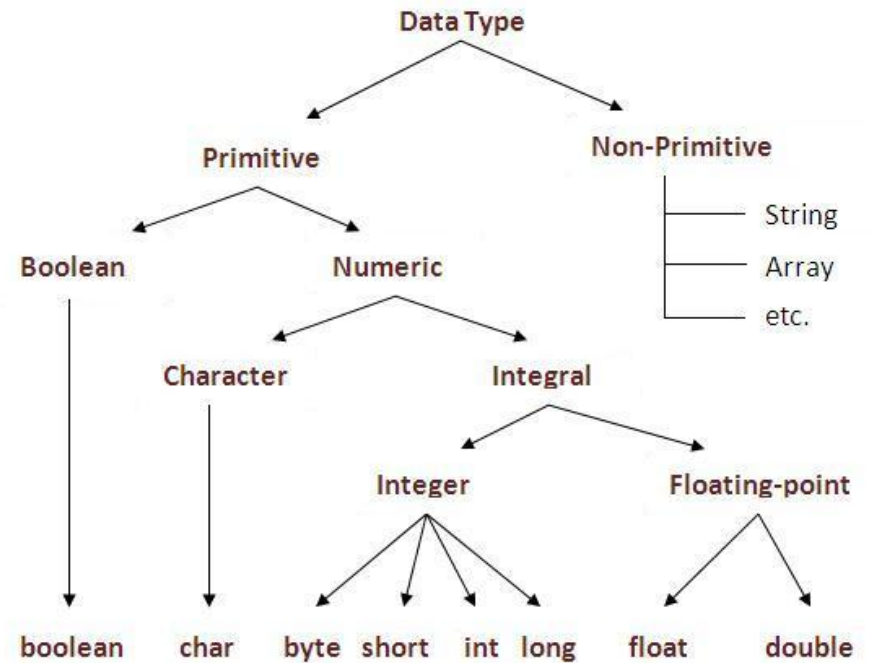 Data Type
Primitive
Non-Primitive
String
Array
etc.
Boolean
Numeric
Character
Integral
Integer
Floating-point
boolean
char
byte
short
int
long
float
double